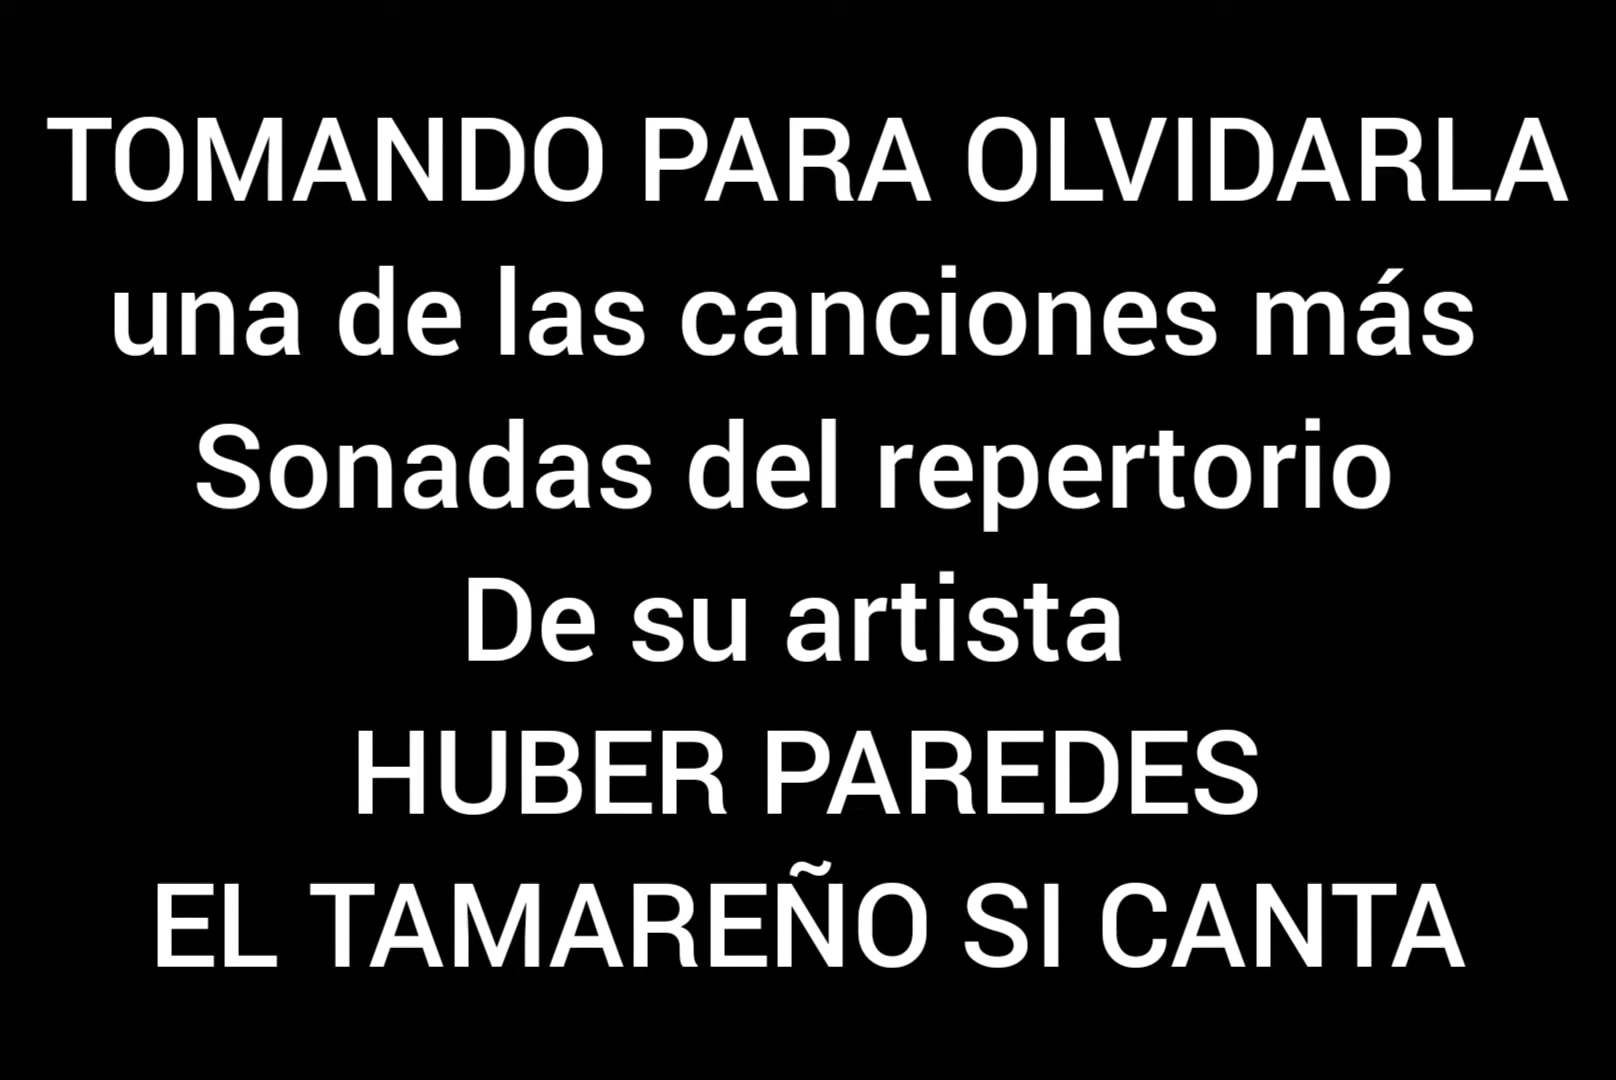 TOMANDO PARA OLVIDARLA
una de las canciones más
Sonadas del repertorio
De su artista
HUBER PAREDES
EL TAMAREÑO SI CANTA